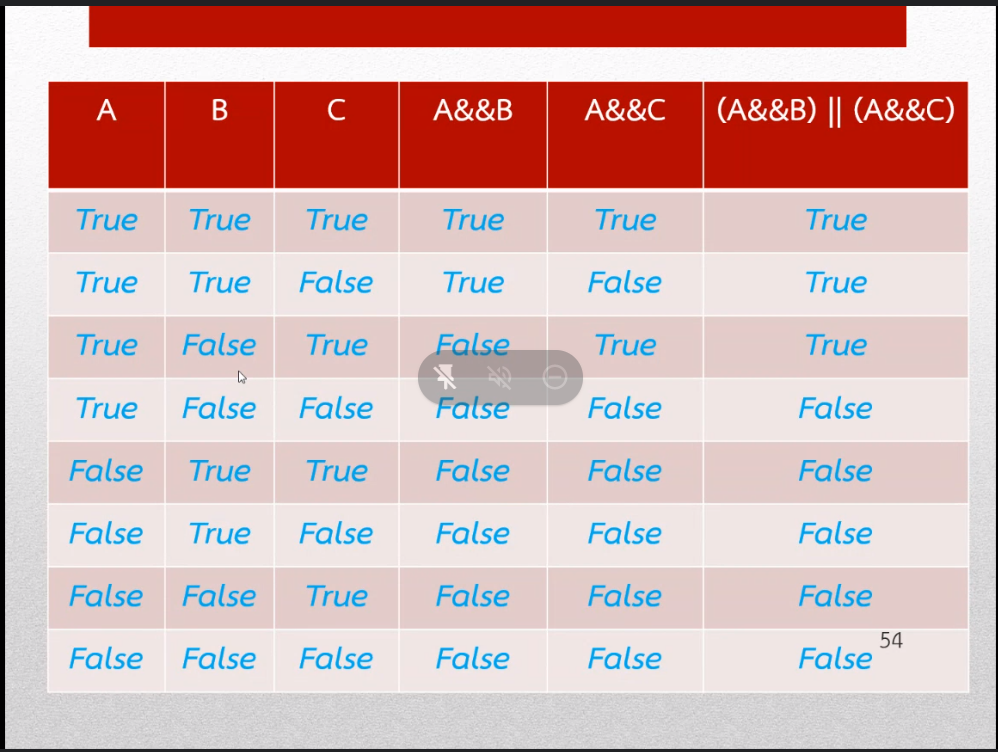 A B C A&&B A&&C (A&&B) || (A&&C)
True True True True True True
True True False True False True
True False True False True True
True False False False False False
False True True False False False
False True False False False False
False False True False False False
False False False False False False
54